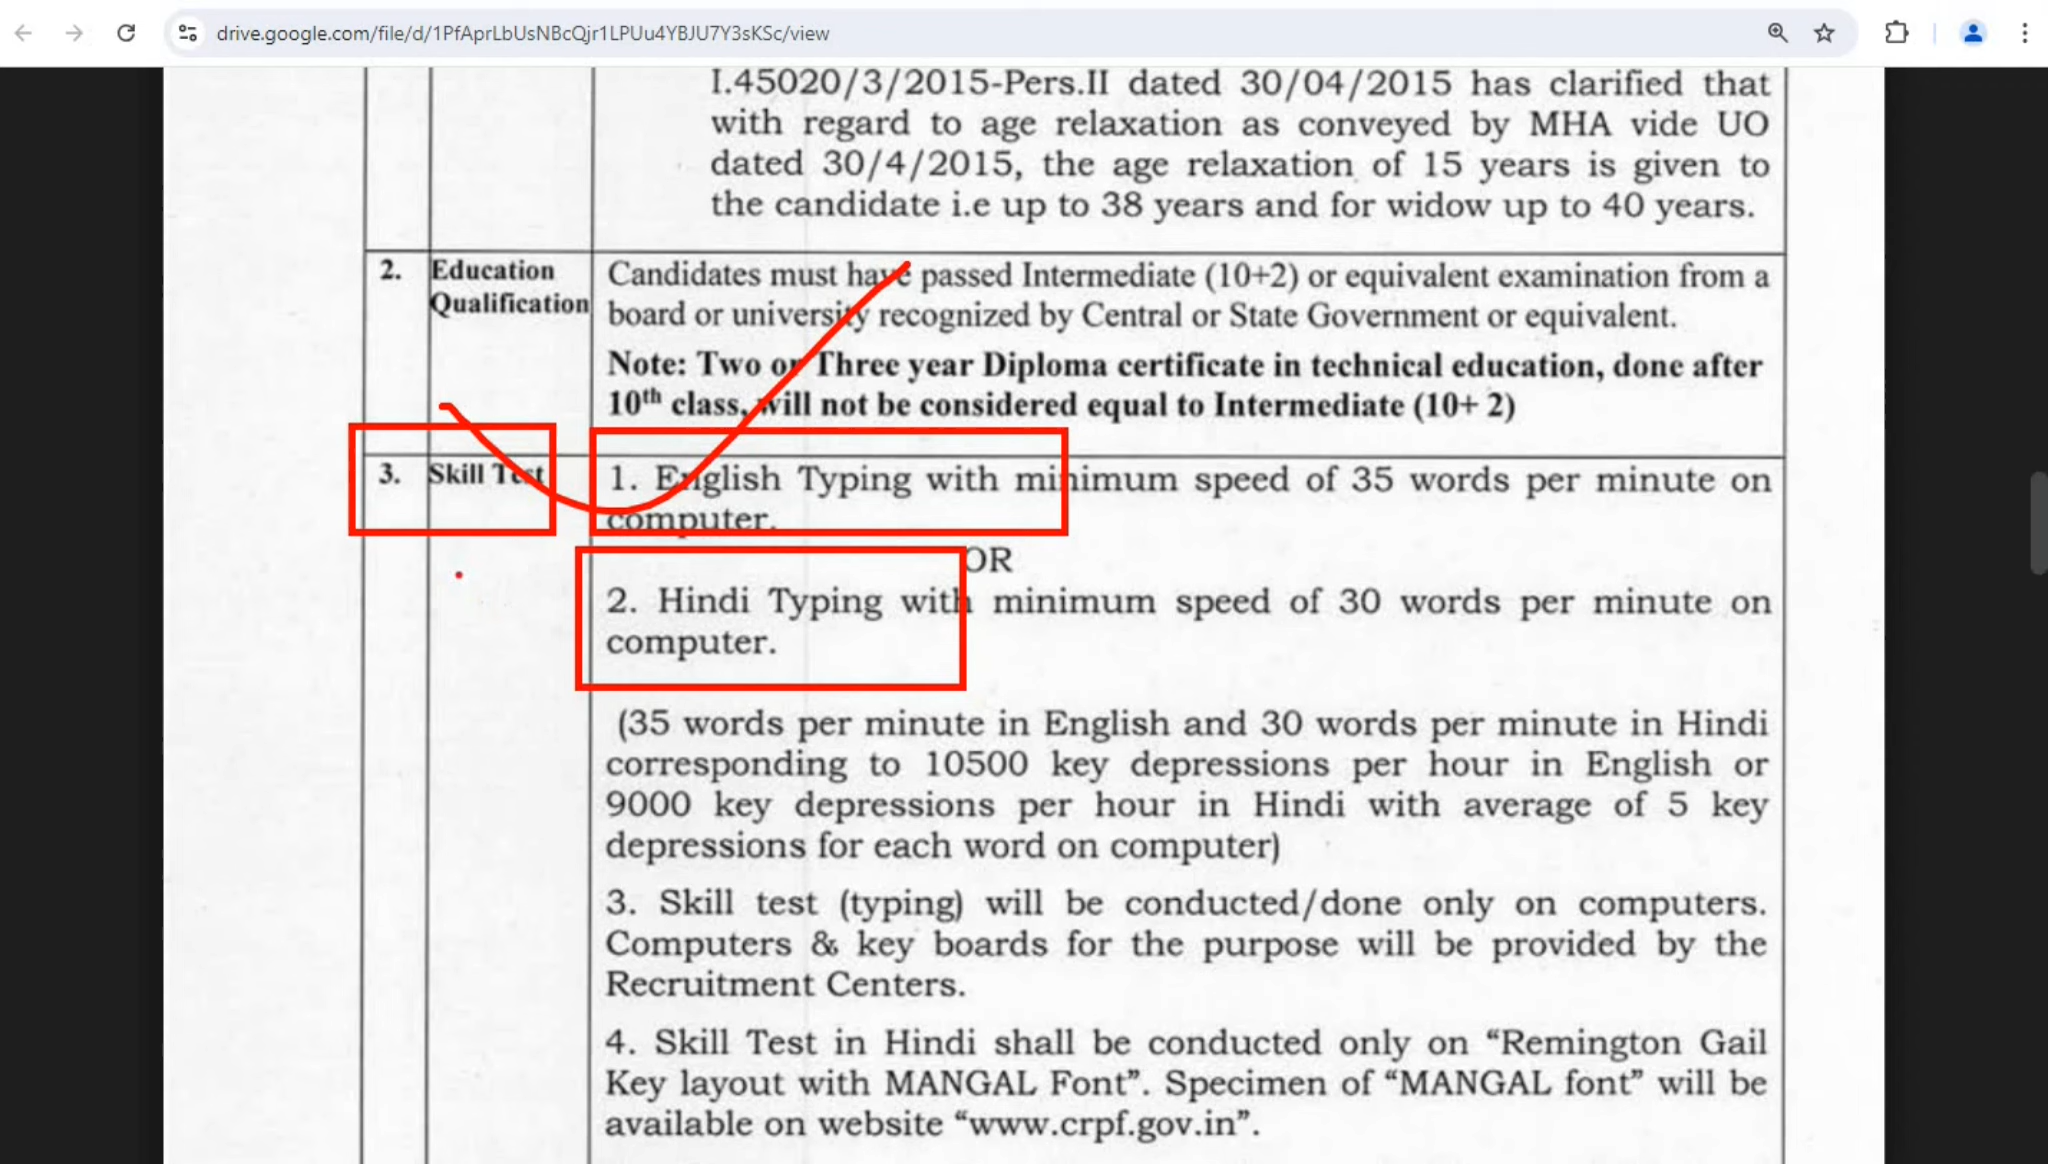 drive.google.com/file/d/1PfAprLbUsNBcQjr1LPUu4YBJU7Y3sKSc/view
I.45020/3/2015-Pers.II dated 30/04/2015 has clarified that
with regard to age relaxation as conveyed by MHA vide UO
dated 30/4/2015, the age relaxation of 15 years is given to
the candidate i.e up to 38 years and for widow up to 40 years.
2. Education Candidates must have passed Intermediate (10+2) or equivalent examination from a
Qualification board or university recognized by Central or State Government or equivalent.
Note: Two or Three year Diploma certificate in technical education, done after
10th class, will not be considered equal to Intermediate (10+ 2)
3. Skill Test 1. English Typing with minimum speed of 35 words per minute on
computer.
OR
2. Hindi Typing with minimum speed of 30 words per minute on
computer.
(35 words per minute in English and 30 words per minute in Hindi
corresponding to 10500 key depressions per hour in English or
9000 key depressions per hour in Hindi with average of 5 key
depressions for each word on computer)
3. Skill test (typing) will be conducted/done only on computers.
Computers & key boards for the purpose will be provided by the
Recruitment Centers.
4. Skill Test in Hindi shall be conducted only on “Remington Gail
Key layout with MANGAL Font”. Specimen of “MANGAL font” will be
available on website “www.crpf.gov.in”.